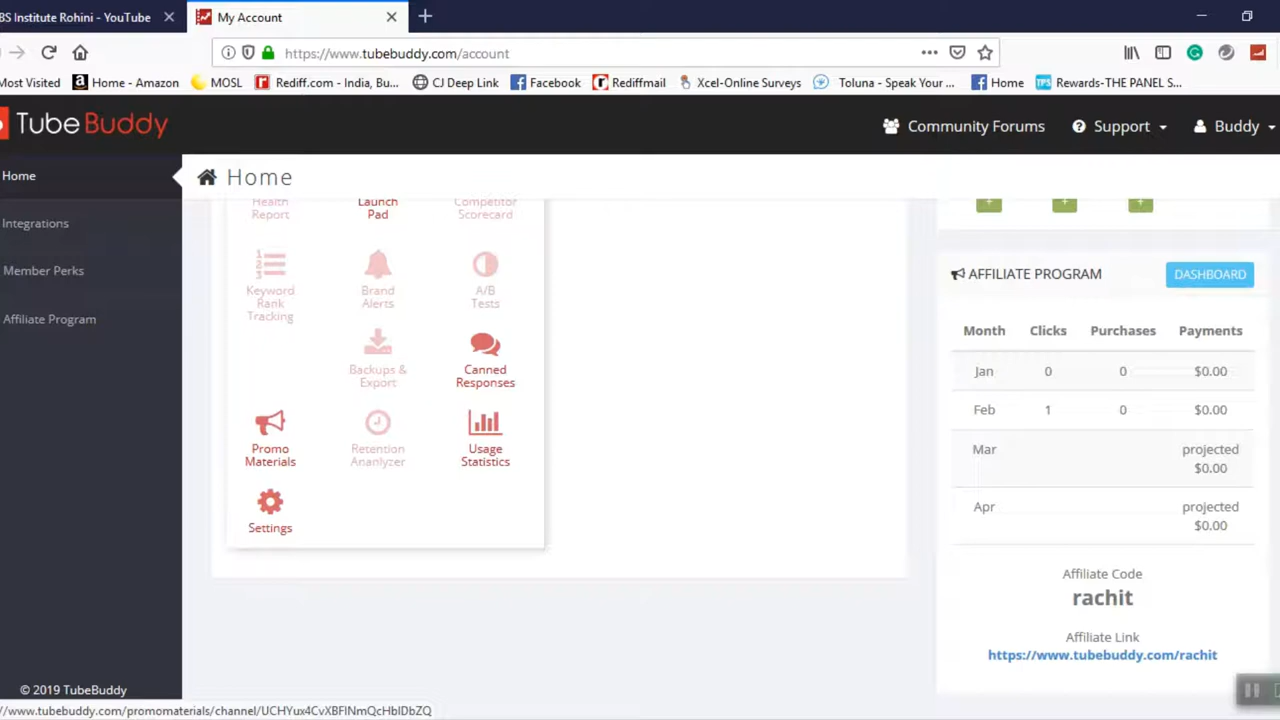 BS Institute Rohini - YouTube
My Account
https://www.tubebuddy.com/account
Most Visited
Home - Amazon
MOSL
Rediff.com - India, Bu...
CJ Deep Link
Facebook
Rediffmail
Xcel-Online Surveys
Toluna - Speak Your ...
Home
Rewards-THE PANEL S...
TubeBuddy
Community Forums
Support
Buddy
Home
Integrations
Member Perks
Affiliate Program
© 2019 TubeBuddy
Home
Health
Report
Launch
Pad
Competitor
Scorecard
Keyword
Rank
Tracking
Brand
Alerts
A/B
Tests
Backups &
Export
Canned
Responses
Promo
Materials
Retention
Ananlyzer
Usage
Statistics
Settings
AFFILIATE PROGRAM
DASHBOARD
Month Clicks Purchases Payments
Jan 0 0 $0.00
Feb 1 0 $0.00
Mar projected
$0.00
Apr projected
$0.00
Affiliate Code
rachit
Affiliate Link
https://www.tubebuddy.com/rachit